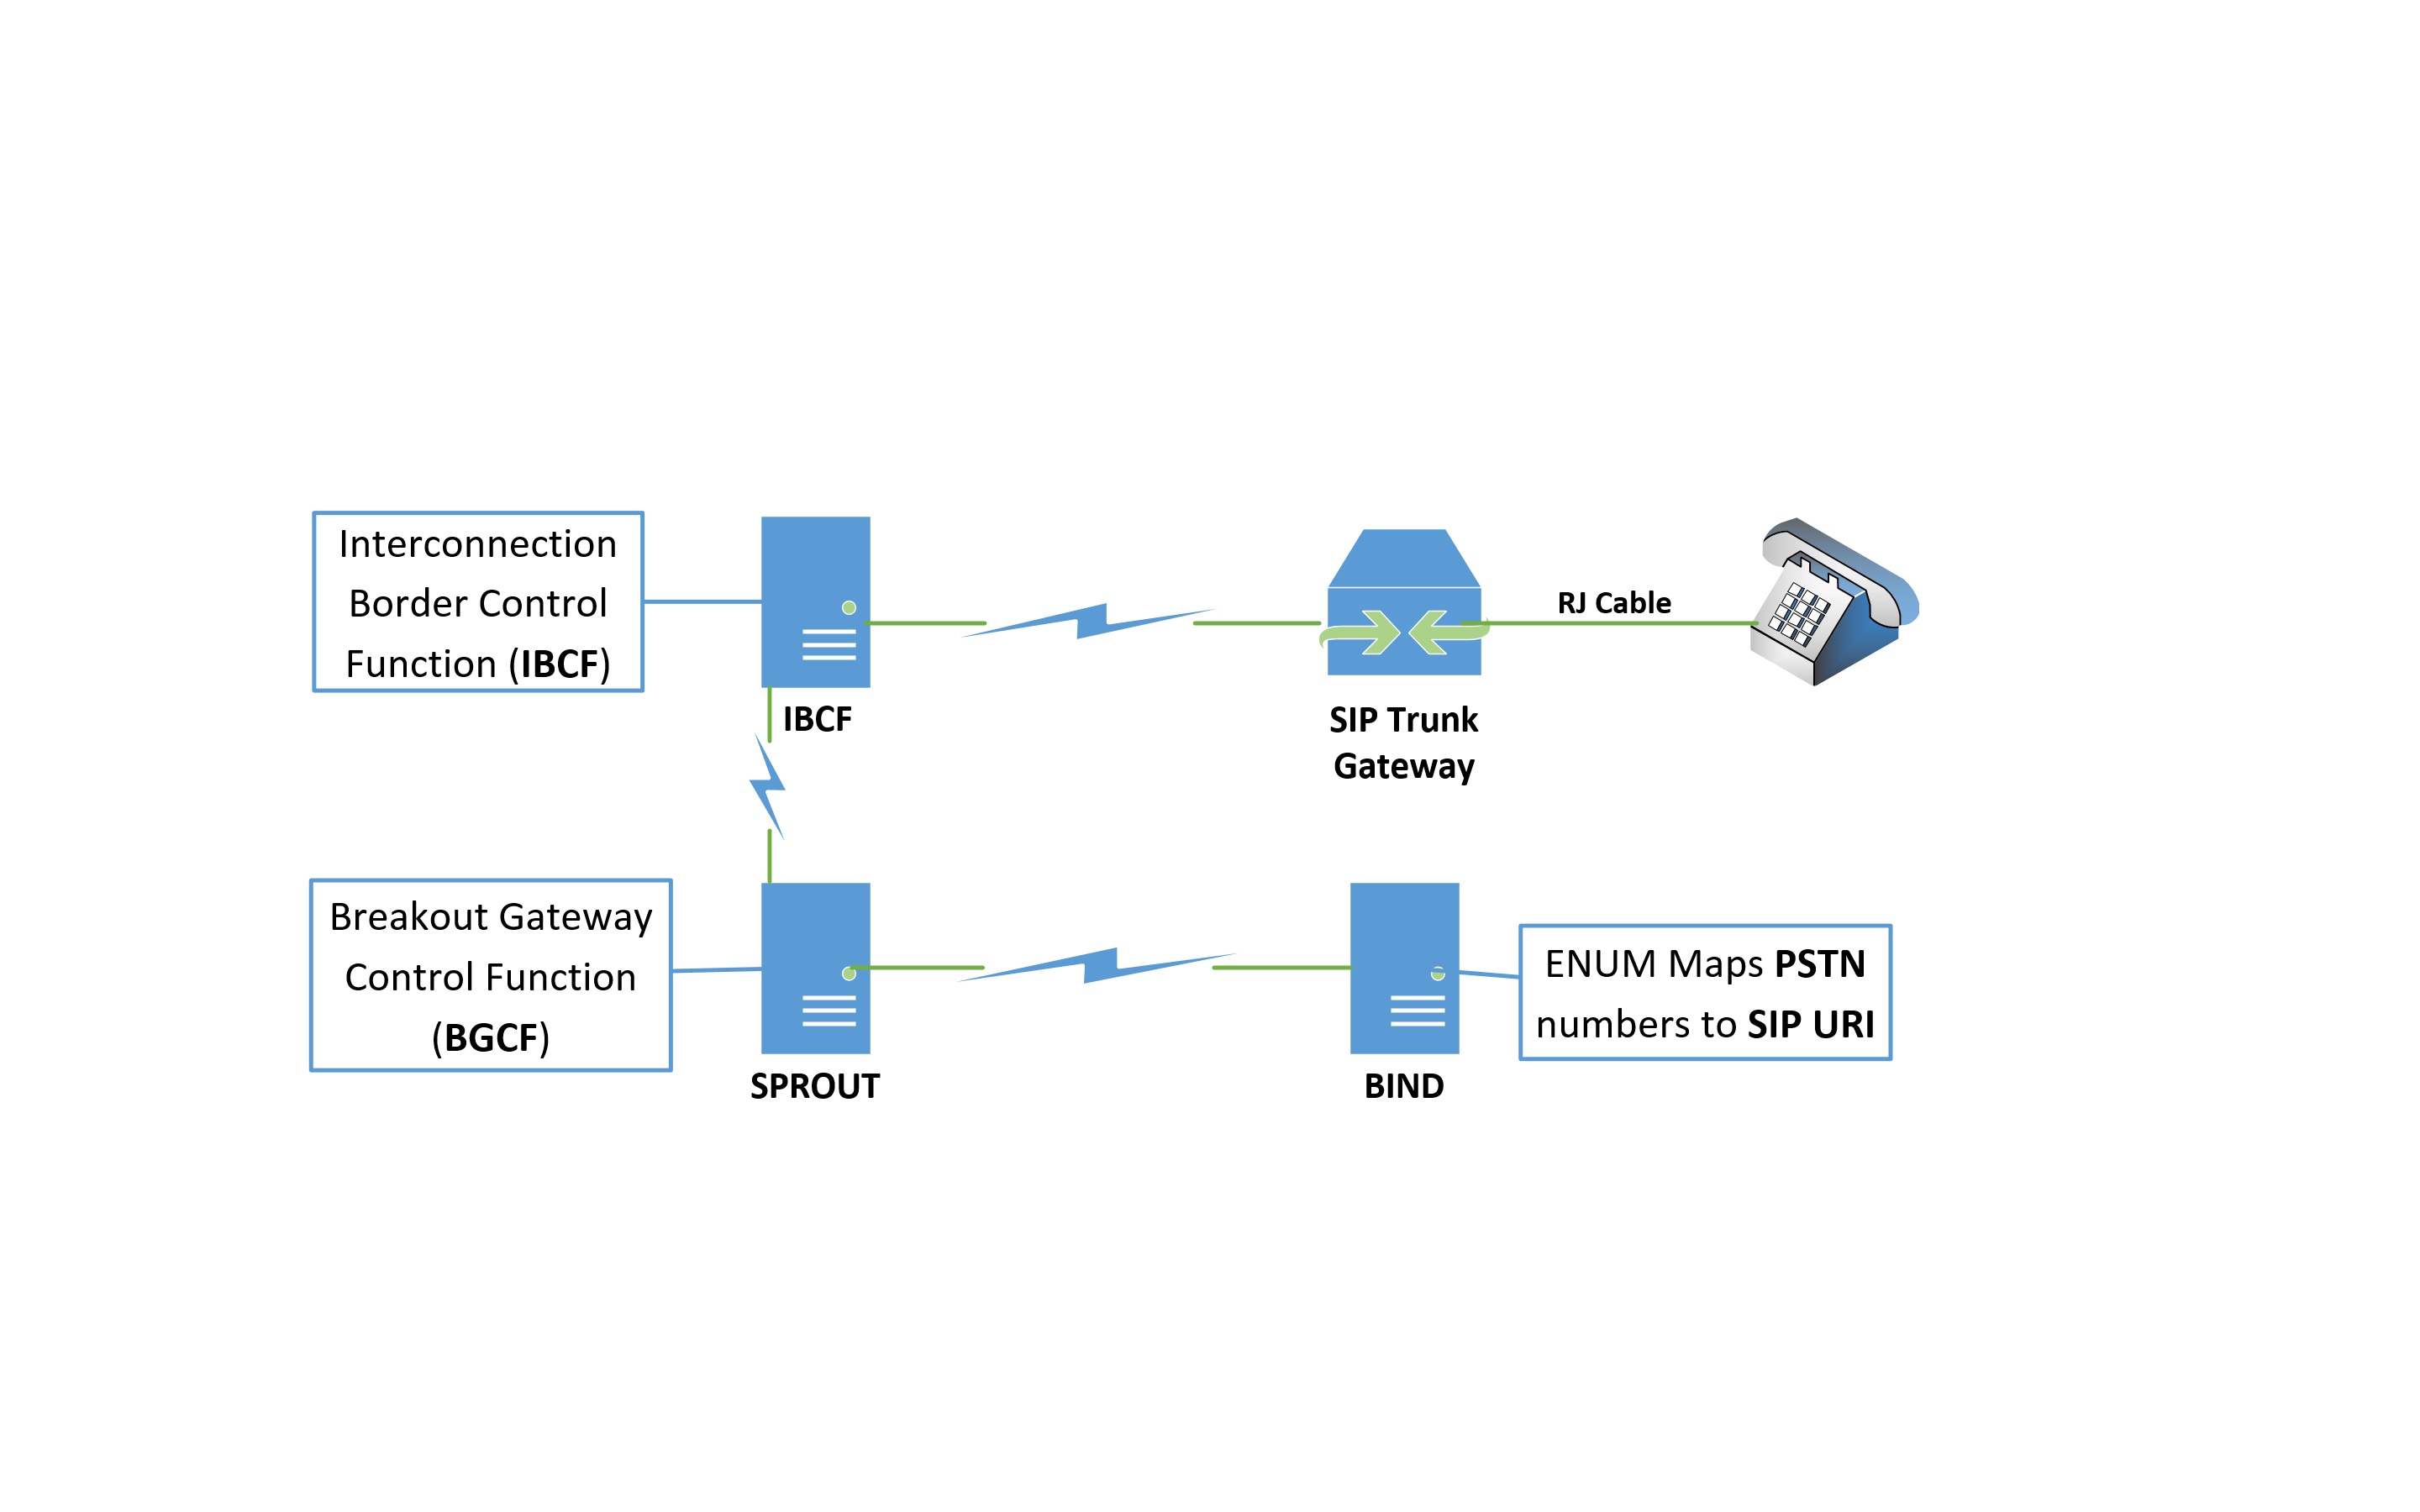 Interconnection
Border Control
Function (IBCF)
IBCF
SIP Trunk
Gateway
RJ Cable
Breakout Gateway
Control Function
(BGCF)
SPROUT
BIND
ENUM Maps PSTN
numbers to SIP URI